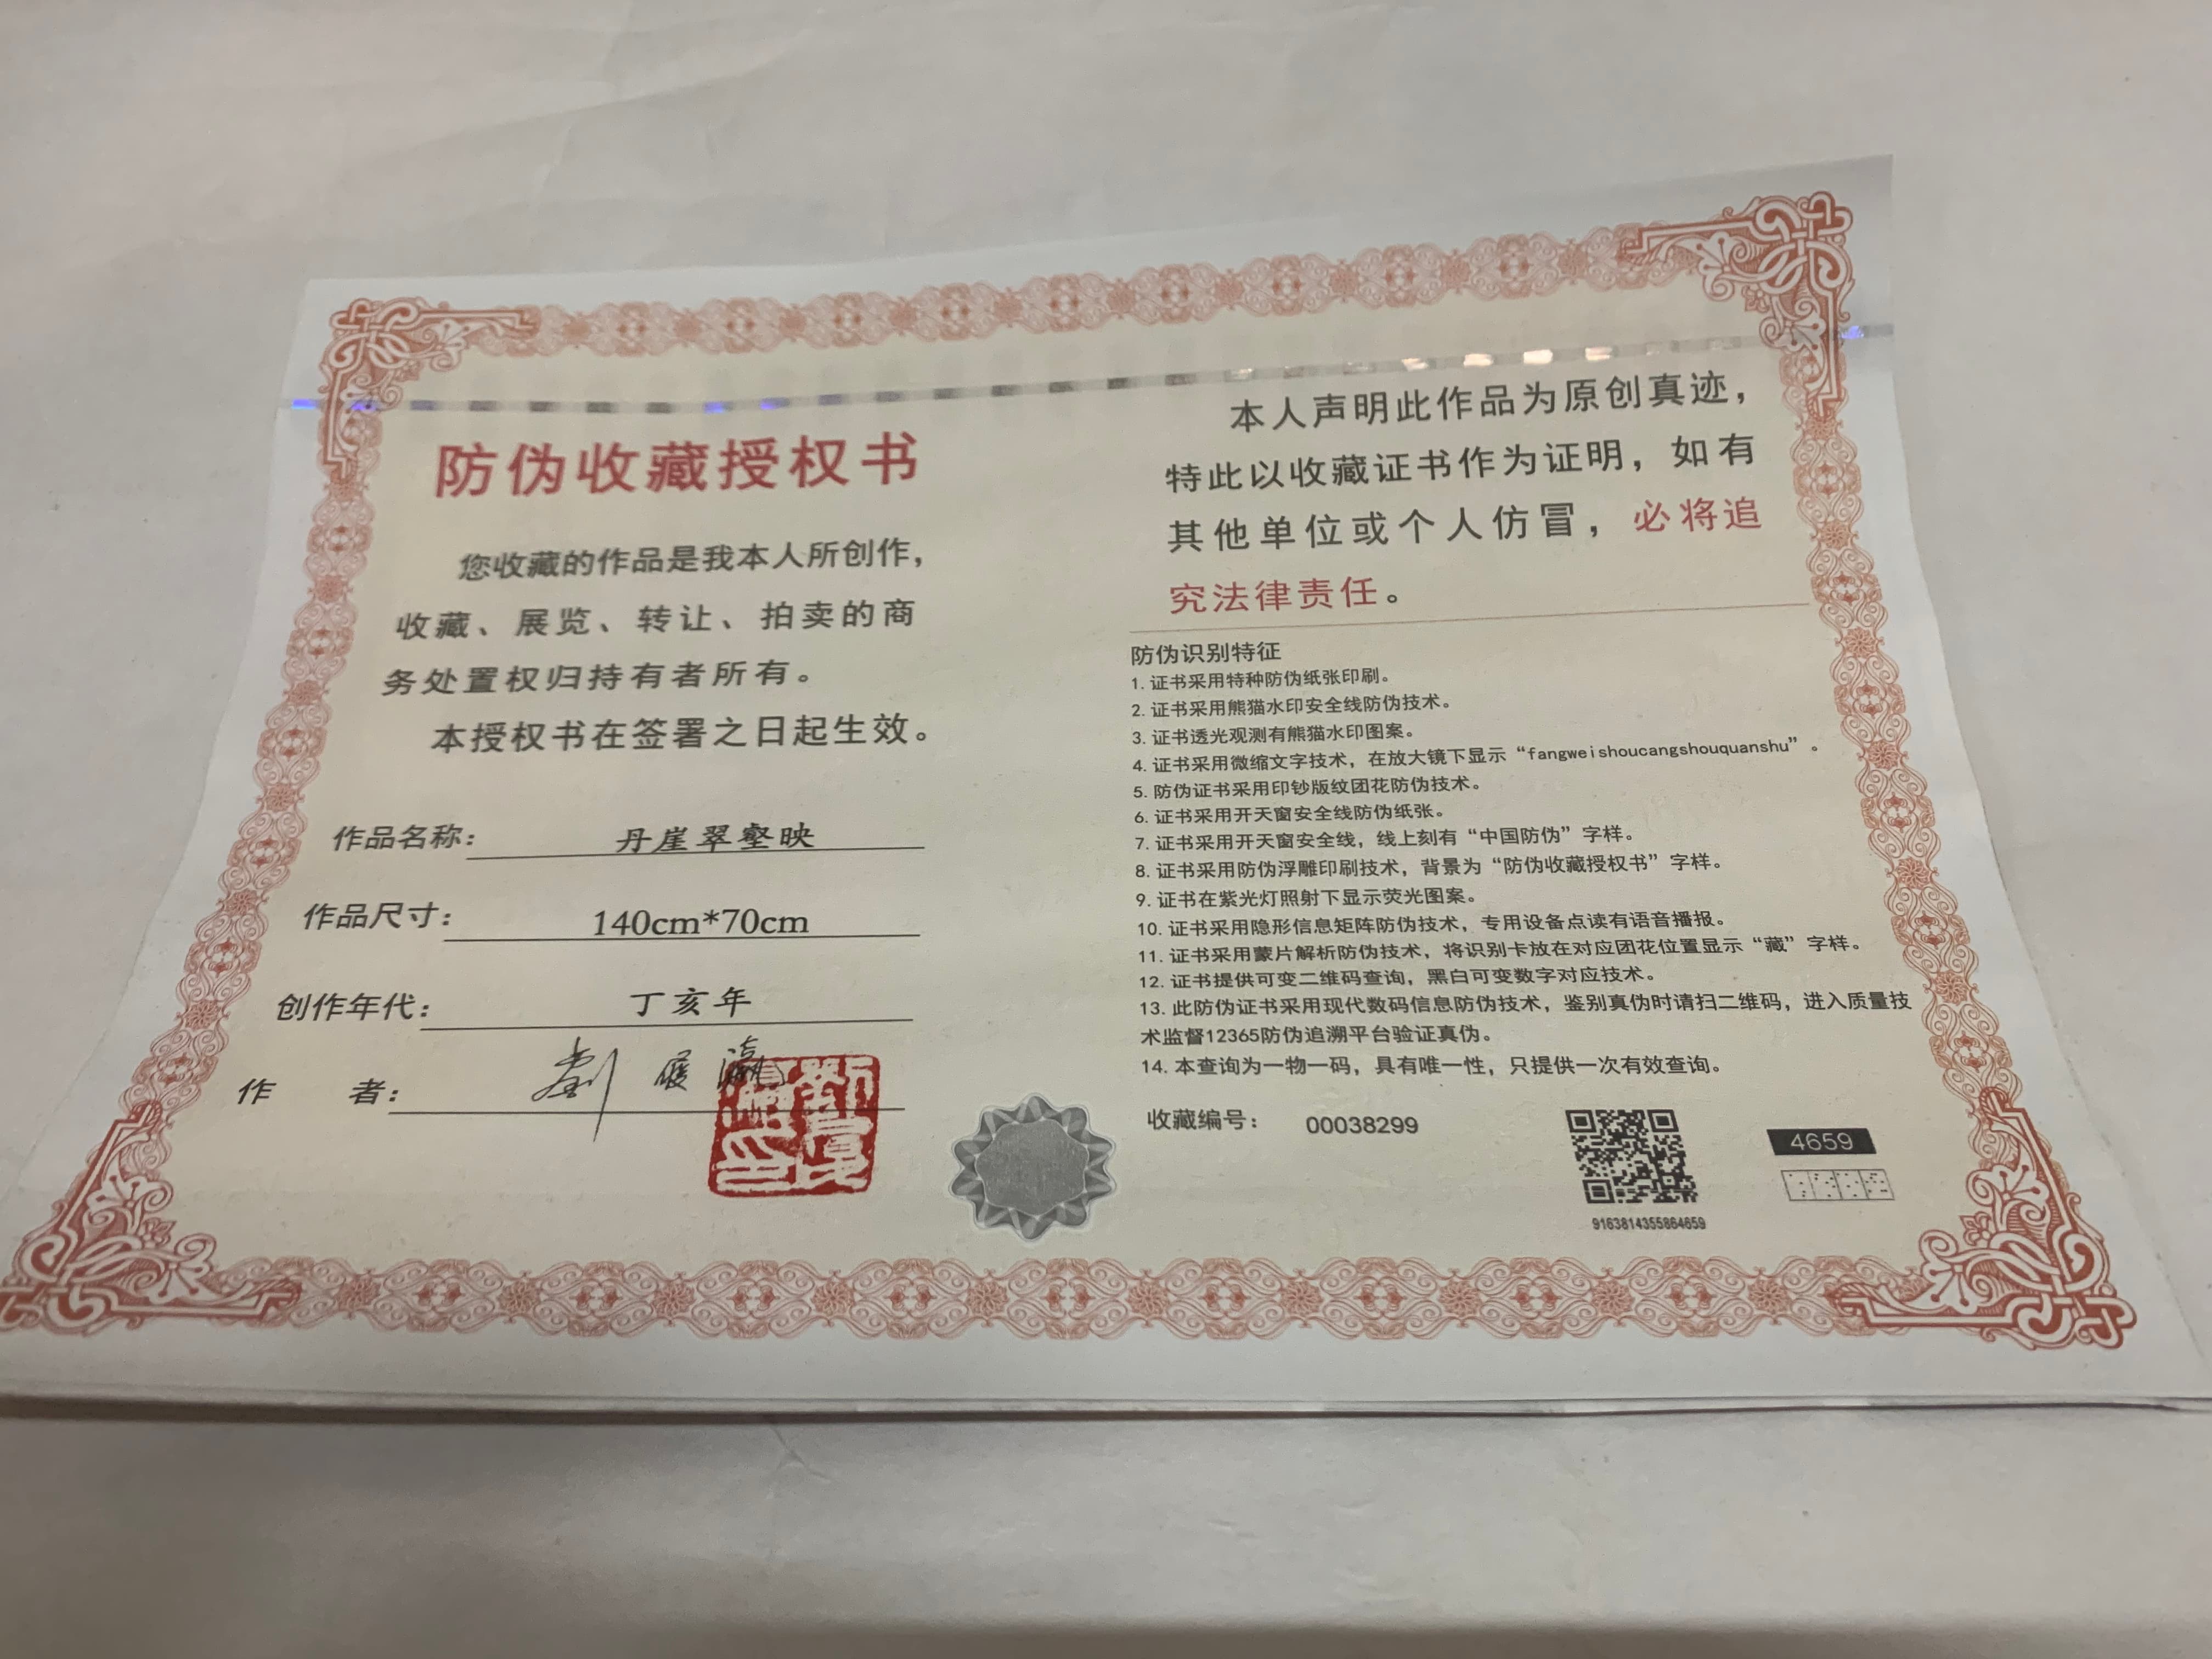 防伪收藏授权书
您收藏的作品是我本人所创作，
收藏、展览、转让、拍卖的商
务处置权归持有者所有。
本授权书在签署之日起生效。
作品名称：丹崖翠壑映
作品尺寸：140cm*70cm
创作年代：丁亥年
作 者：
本人声明此作品为原创真迹，
特此以收藏证书作为证明，如有
其他单位或个人仿冒，必将追
究法律责任。
防伪识别特征
1. 证书采用特种防伪纸张印刷。
2. 证书采用熊猫水印安全线防伪技术。
3. 证书透光观测有熊猫水印图案。
4. 证书采用微缩文字技术，在放大镜下显示“fangweishoucangshouquanshu”。
5. 防伪证书采用印钞版纹团花防伪技术。
6. 证书采用开天窗安全线防伪纸张。
7. 证书采用开天窗安全线，线上刻有“中国防伪”字样。
8. 证书采用防伪浮雕印刷技术，背景为“防伪收藏授权书”字样。
9. 证书在紫光灯照射下显示荧光图案。
10. 证书采用隐形信息矩阵防伪技术，专用设备点读有语音播报。
11. 证书采用蒙片解析防伪技术，将识别卡放在对应团花位置显示“藏”字样。
12. 证书提供可变二维码查询，黑白可变数字对应技术。
13. 此防伪证书采用现代数码信息防伪技术，鉴别真伪时请扫二维码，进入质量技
术监督12365防伪追溯平台验证真伪。
14. 本查询为一物一码，具有唯一性，只提供一次有效查询。
收藏编号： 00038299
4659
9163814355864659